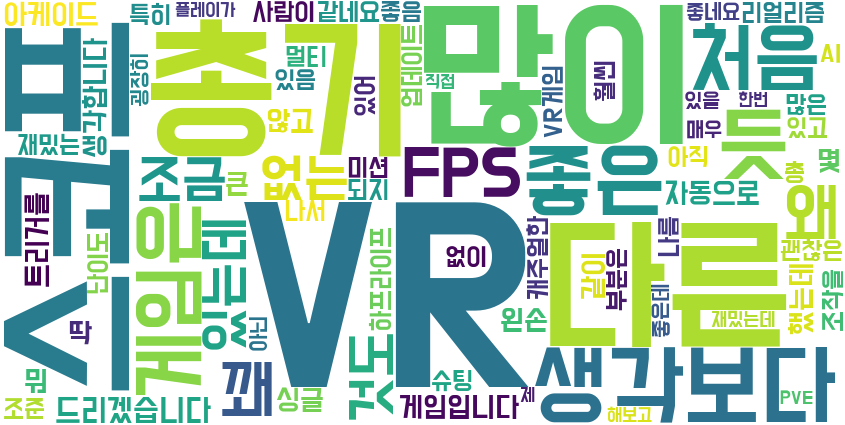 아케이드
특히
플레이가
사람이
같네요
좋음
좋네요
리얼리즘
굉장히
총기
많이
처음
멀티
있음
있어
업데이트
직접
VR게임
훨씬
AI
생각합니다
재밌는
않고
있을
한번
많은
매우
있고
듯
조금
큰
없는
미션
되지
FPS
좋은
아직
총
몇
자동으로
나서
왜
트리거를
난이도
게임은
있는데
하프라이프
VR
없이
캐주얼한
같이
부분은
나름
다른
괜찮은
했는데
조작을
좋은데
재밌는데
왼손
딱
아닌
뭔
꽤
것도
슈팅
싱글
조준
드리겠습니다
게임입니다
제
생각보다
해보고
PVE